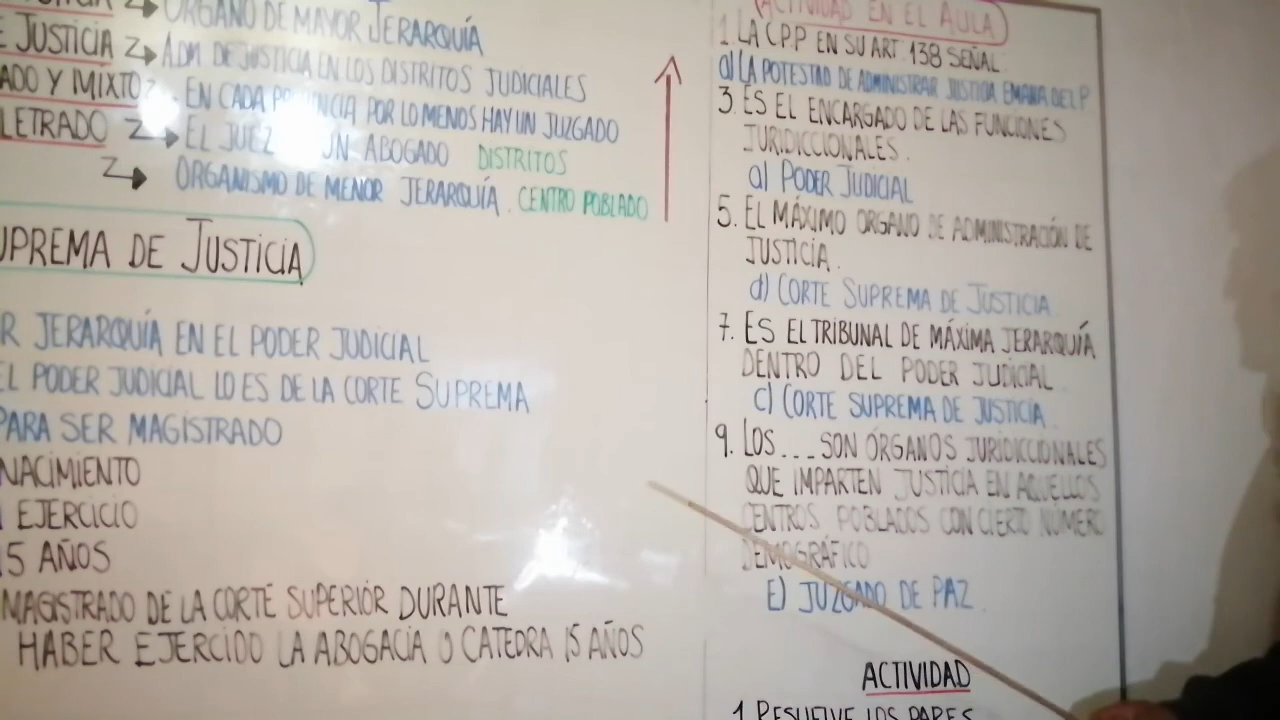 ORGANO DE MAYOR JERARQUÍA
E JUSTICIA ADM DE JUSTICIA EN LOS DISTRITOS JUDICIALES
ADO Y MIXTO EN CADA PROVINCIA POR LO MENOS HAY UN JUZGADO
LETRADO EL JUEZ UN ABOGADO DISTRITOS
ORGANISMO DE MENOR JERARQUÍA. CENTRO POBLADO
UPREMA DE JUSTICIA
R JERARQUÍA EN EL PODER JUDICIAL
EL PODER JUDICIAL LO ES DE LA CORTE SUPREMA
PARA SER MAGISTRADO
NACIMIENTO
EJERCICIO
5 AÑOS
MAGISTRADO DE LA CORTE SUPERIOR DURANTE
HABER EJERCIDO LA ABOGACIA O CATEDRA 15 AÑOS
ACTIVIDAD EN EL AULA
1. LA C.P.P EN SU ART. 138 SEÑAL
a) LA POTESTAD DE ADMINISTRAR JUSTICIA EMANA DEL P
3. ES EL ENCARGADO DE LAS FUNCIONES
JURIDICCIONALES.
a) PODER JUDICIAL
5. EL MÁXIMO ORGANO DE ADMINISTRACIÓN DE
JUSTICIA.
d) CORTE SUPREMA DE JUSTICIA
7. ES EL TRIBUNAL DE MÁXIMA JERARQUÍA
DENTRO DEL PODER JUDICIAL
c) CORTE SUPREMA DE JUSTICIA
9. LOS ... SON ÓRGANOS JURIDICCIONALES
QUE IMPARTEN JUSTICIA EN AQUELLOS
CENTROS POBLADOS CON CIERTO NÚMERO
DEMOGRÁFICO
E) JUZGADO DE PAZ
ACTIVIDAD
1 RESUELVE LOS PARES